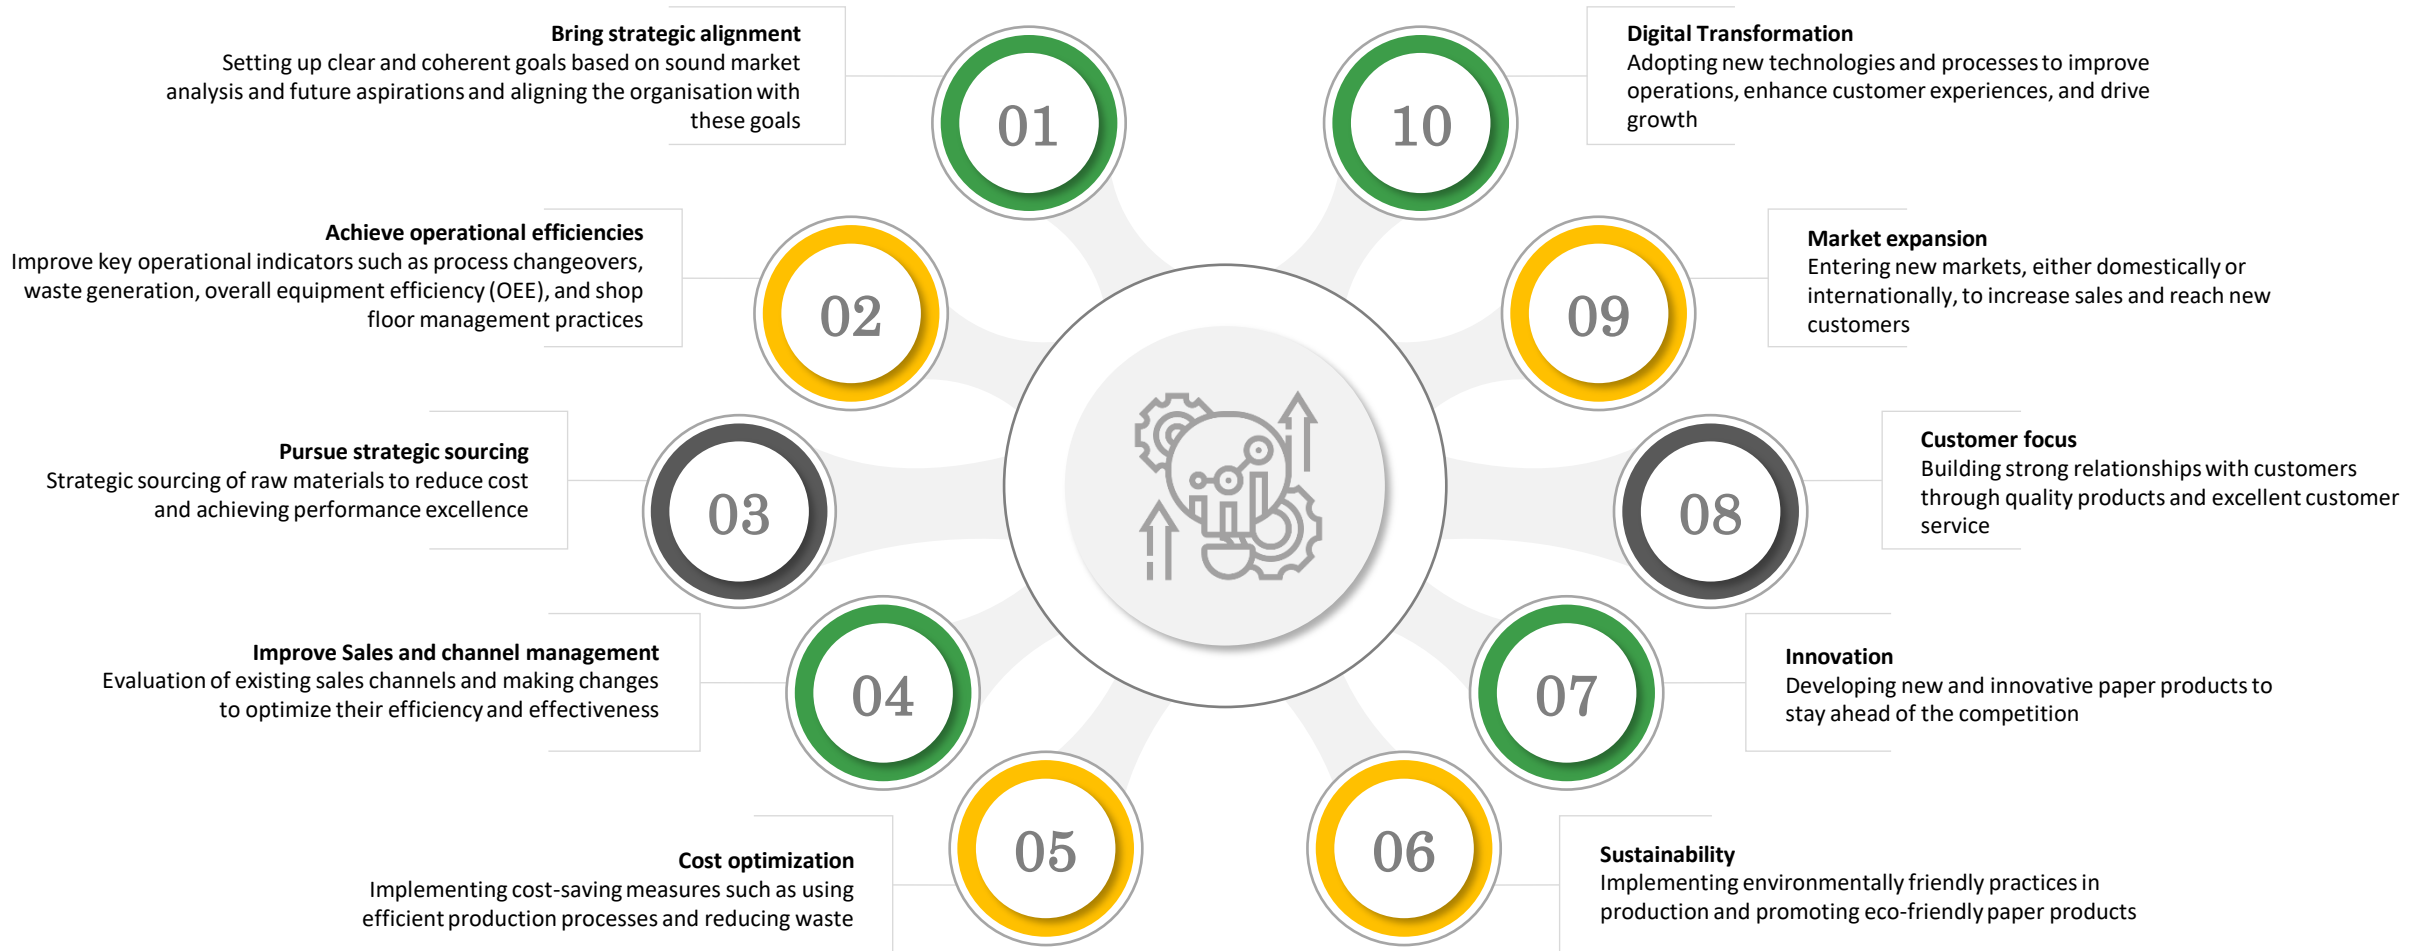 Bring strategic alignment
Setting up clear and coherent goals based on sound market
analysis and future aspirations and aligning the organisation with
these goals
01
Achieve operational efficiencies
Improve key operational indicators such as process changeovers,
waste generation, overall equipment efficiency (OEE), and shop
floor management practices
02
Pursue strategic sourcing
Strategic sourcing of raw materials to reduce cost
and achieving performance excellence
03
Improve Sales and channel management
Evaluation of existing sales channels and making changes
to optimize their efficiency and effectiveness
04
Cost optimization
Implementing cost-saving measures such as using
efficient production processes and reducing waste
05
06
Sustainability
Implementing environmentally friendly practices in
production and promoting eco-friendly paper products
07
Innovation
Developing new and innovative paper products to
stay ahead of the competition
08
Customer focus
Building strong relationships with customers
through quality products and excellent customer
service
09
Market expansion
Entering new markets, either domestically or
internationally, to increase sales and reach new
customers
10
Digital Transformation
Adopting new technologies and processes to improve
operations, enhance customer experiences, and drive
growth